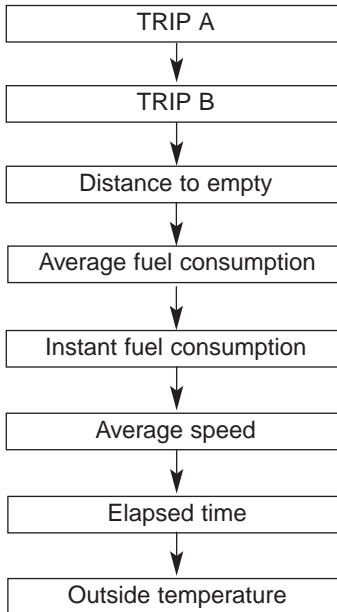 TRIP A
TRIP B
Distance to empty
Average fuel consumption
Instant fuel consumption
Average speed
Elapsed time
Outside temperature